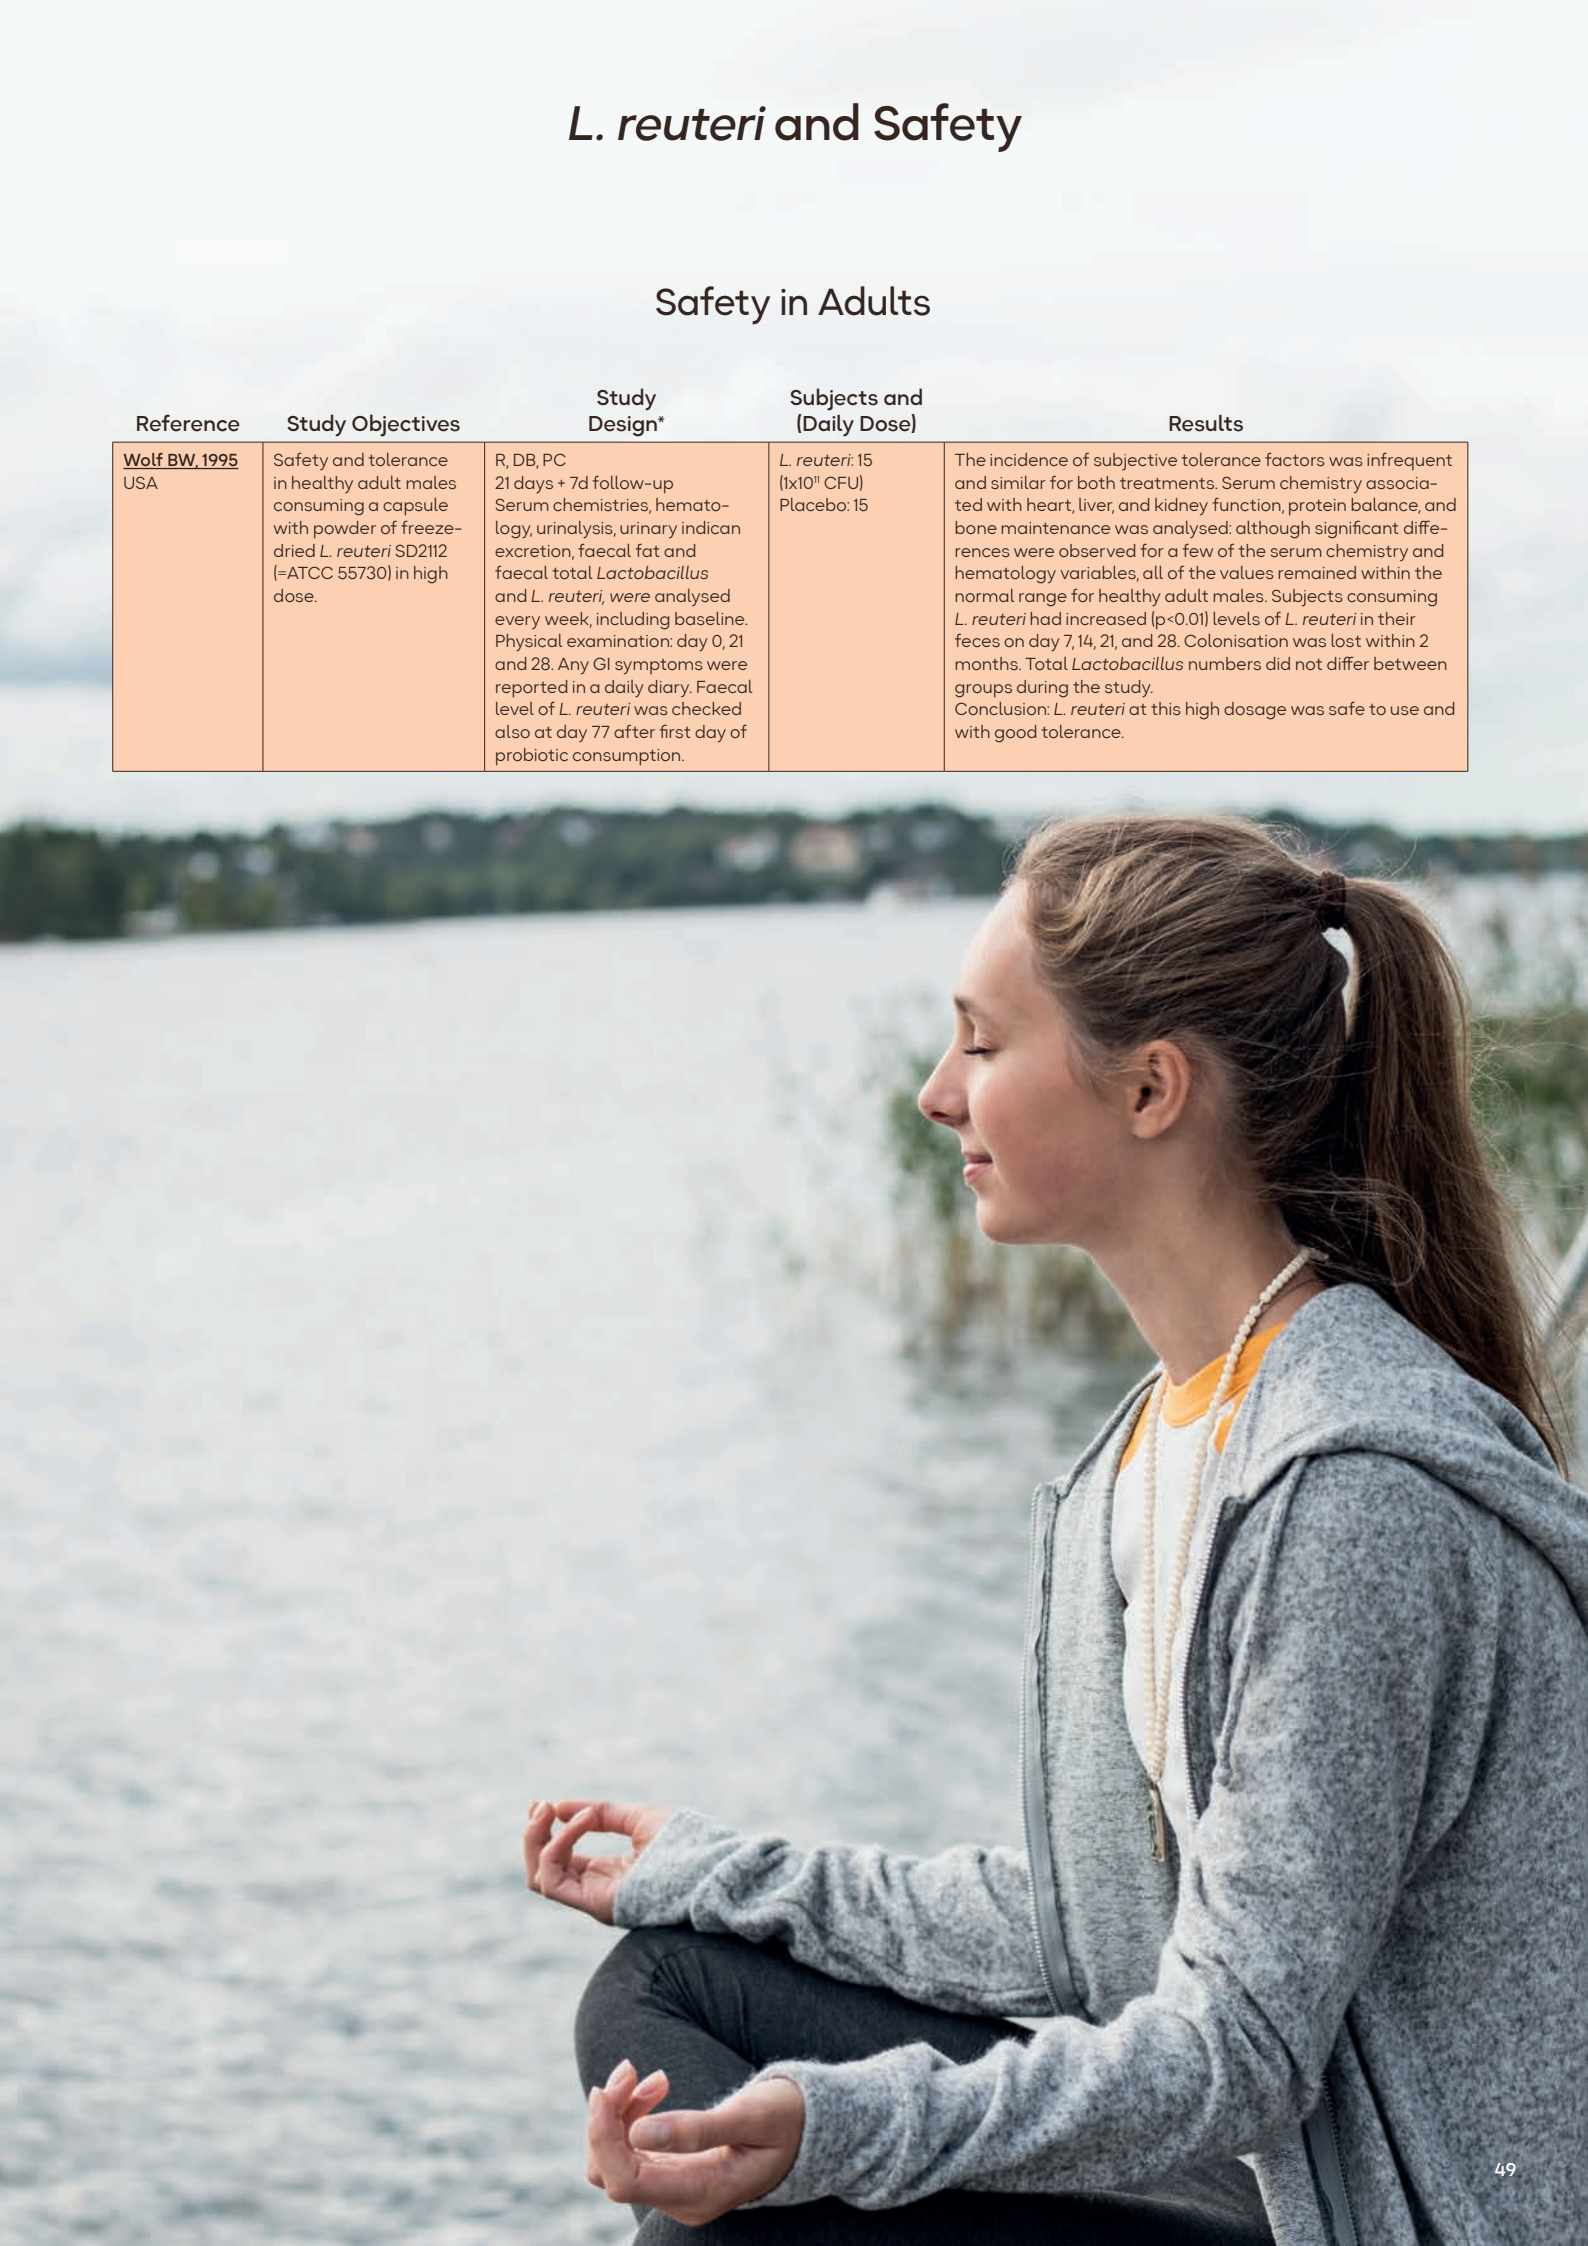 L. reuteri and Safety
Safety in Adults
Reference
Study Objectives
Study
Design*
Subjects and
(Daily Dose)
Results
Wolf BW, 1995
USA
Safety and tolerance
in healthy adult males
consuming a capsule
with powder of freeze-
dried L. reuteri SD2112
(=ATCC 55730) in high
dose.
R, DB, PC
21 days + 7d follow-up
Serum chemistries, hemato-
logy, urinalysis, urinary indican
excretion, faecal fat and
faecal total Lactobacillus
and L. reuteri, were analysed
every week, including baseline.
Physical examination: day 0, 21
and 28. Any GI symptoms were
reported in a daily diary. Faecal
level of L. reuteri was checked
also at day 77 after first day of
probiotic consumption.
L. reuteri: 15
(1x10¹¹ CFU)
Placebo: 15
The incidence of subjective tolerance factors was infrequent
and similar for both treatments. Serum chemistry associa-
ted with heart, liver, and kidney function, protein balance, and
bone maintenance was analysed: although significant diffe-
rences were observed for a few of the serum chemistry and
hematology variables, all of the values remained within the
normal range for healthy adult males. Subjects consuming
L. reuteri had increased (p<0.01) levels of L. reuteri in their
feces on day 7, 14, 21, and 28. Colonisation was lost within 2
months. Total Lactobacillus numbers did not differ between
groups during the study.
Conclusion: L. reuteri at this high dosage was safe to use and
with good tolerance.
49